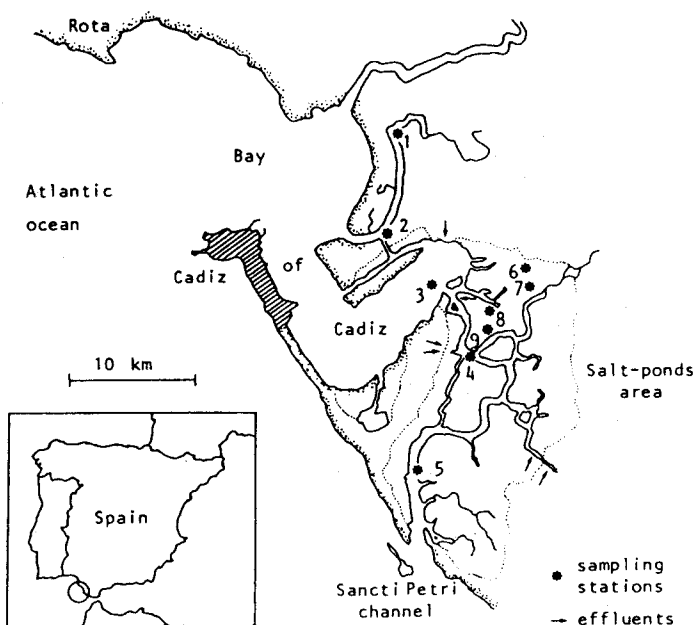 Rota
Bay
Atlantic
ocean
1
2
of
Cadiz
6
7
3
8
Cadiz
9
4
10 km
Salt-ponds
area
5
Spain
Sancti Petri
channel
sampling
stations
effluents